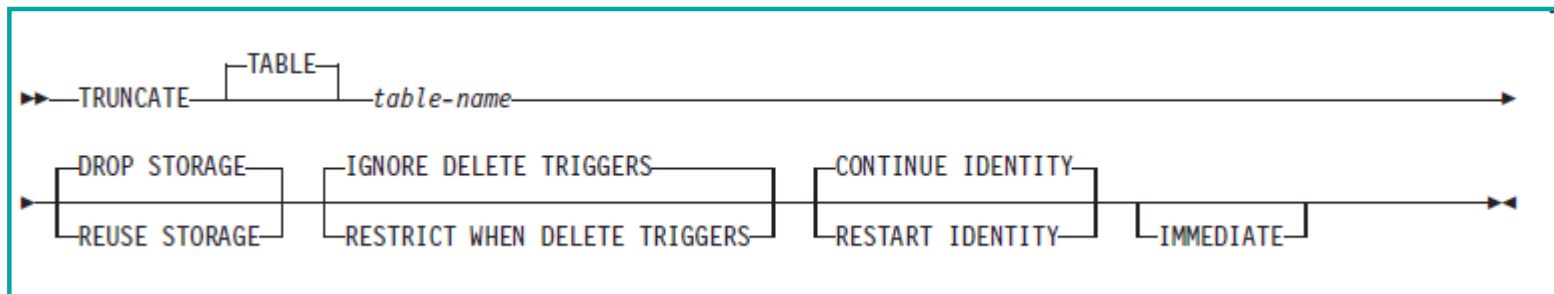 TABLE
TRUNCATE table-name
DROP STORAGE IGNORE DELETE TRIGGERS CONTINUE IDENTITY
REUSE STORAGE RESTRICT WHEN DELETE TRIGGERS RESTART IDENTITY IMMEDIATE